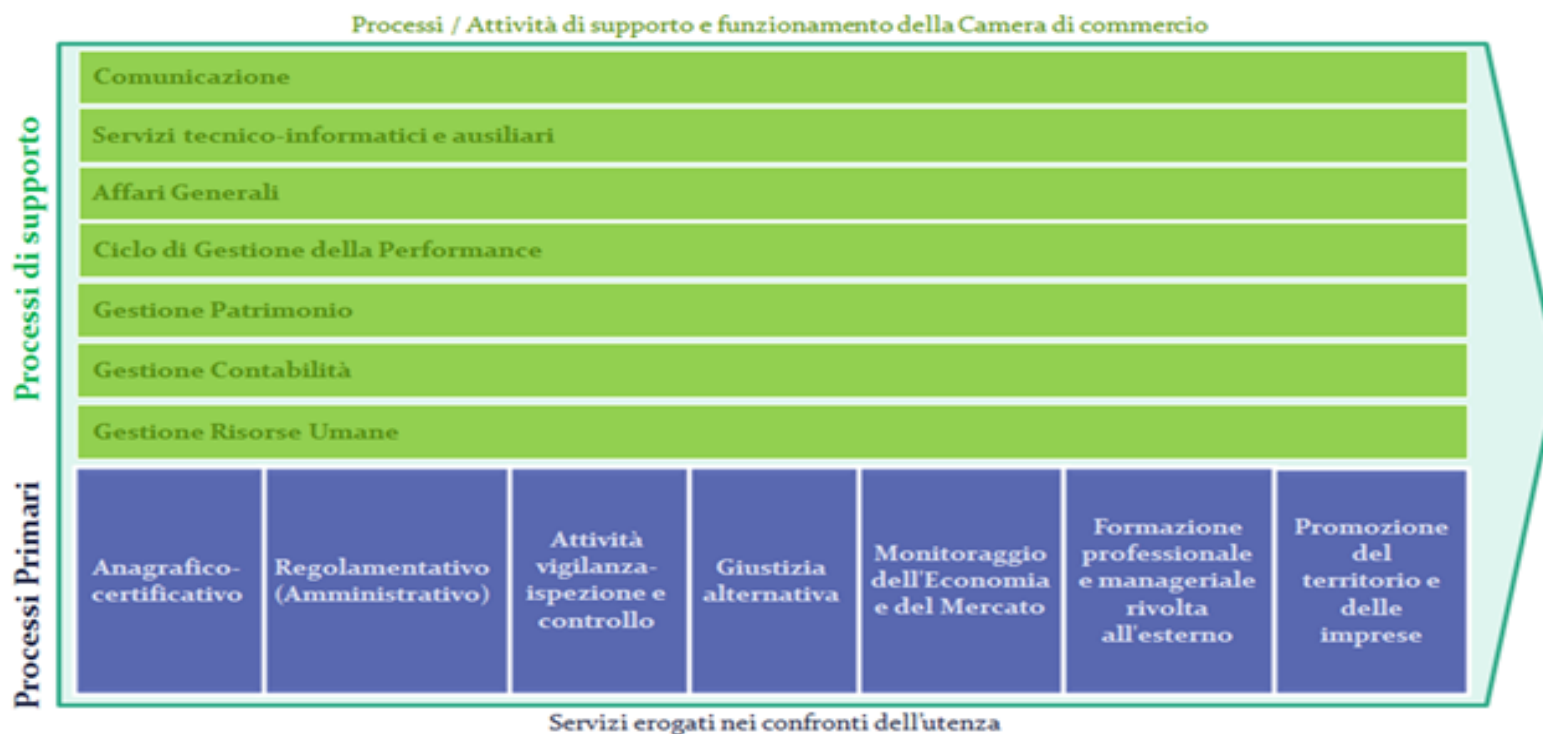 Processi / Attività di supporto e funzionamento della Camera di commercio
Processi di supporto
Comunicazione
Servizi tecnico-informatici e ausiliari
Affari Generali
Ciclo di Gestione della Performance
Gestione Patrimonio
Gestione Contabilità
Gestione Risorse Umane
Processi Primari
Anagrafico-
certificativo
Regolamentativo
(Amministrativo)
Attività
vigilanza-
ispezione e
controllo
Giustizia
alternativa
Monitoraggio
dell'Economia
e del Mercato
Formazione
professionale
e manageriale
rivolta
all'esterno
Promozione
del
territorio e
delle
imprese
Servizi erogati nei confronti dell'utenza